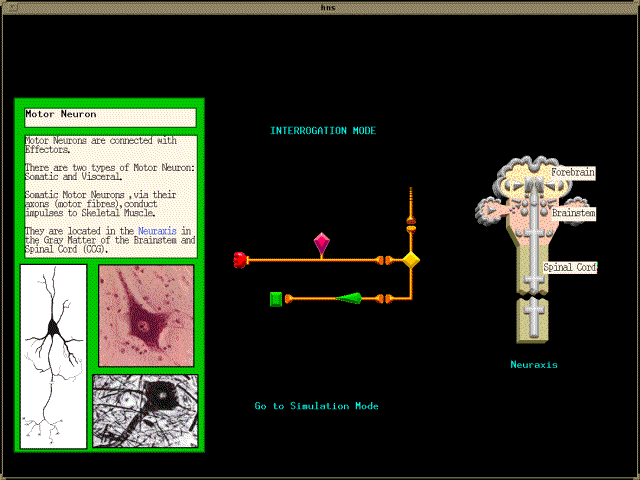 hns
Motor Neuron
Motor Neurons are connected with
Effectors.
There are two types of Motor Neuron:
Somatic and Visceral.
Somatic Motor Neurons ,via their
axons (motor fibres),conduct
impulses to Skeletal Muscle.
They are located in the Neuraxis in
the Gray Matter of the Brainstem and
Spinal Cord (CCG).
INTERROGATION MODE
Go to Simulation Mode
Forebrain
Brainstem
Spinal Cord
Neuraxis